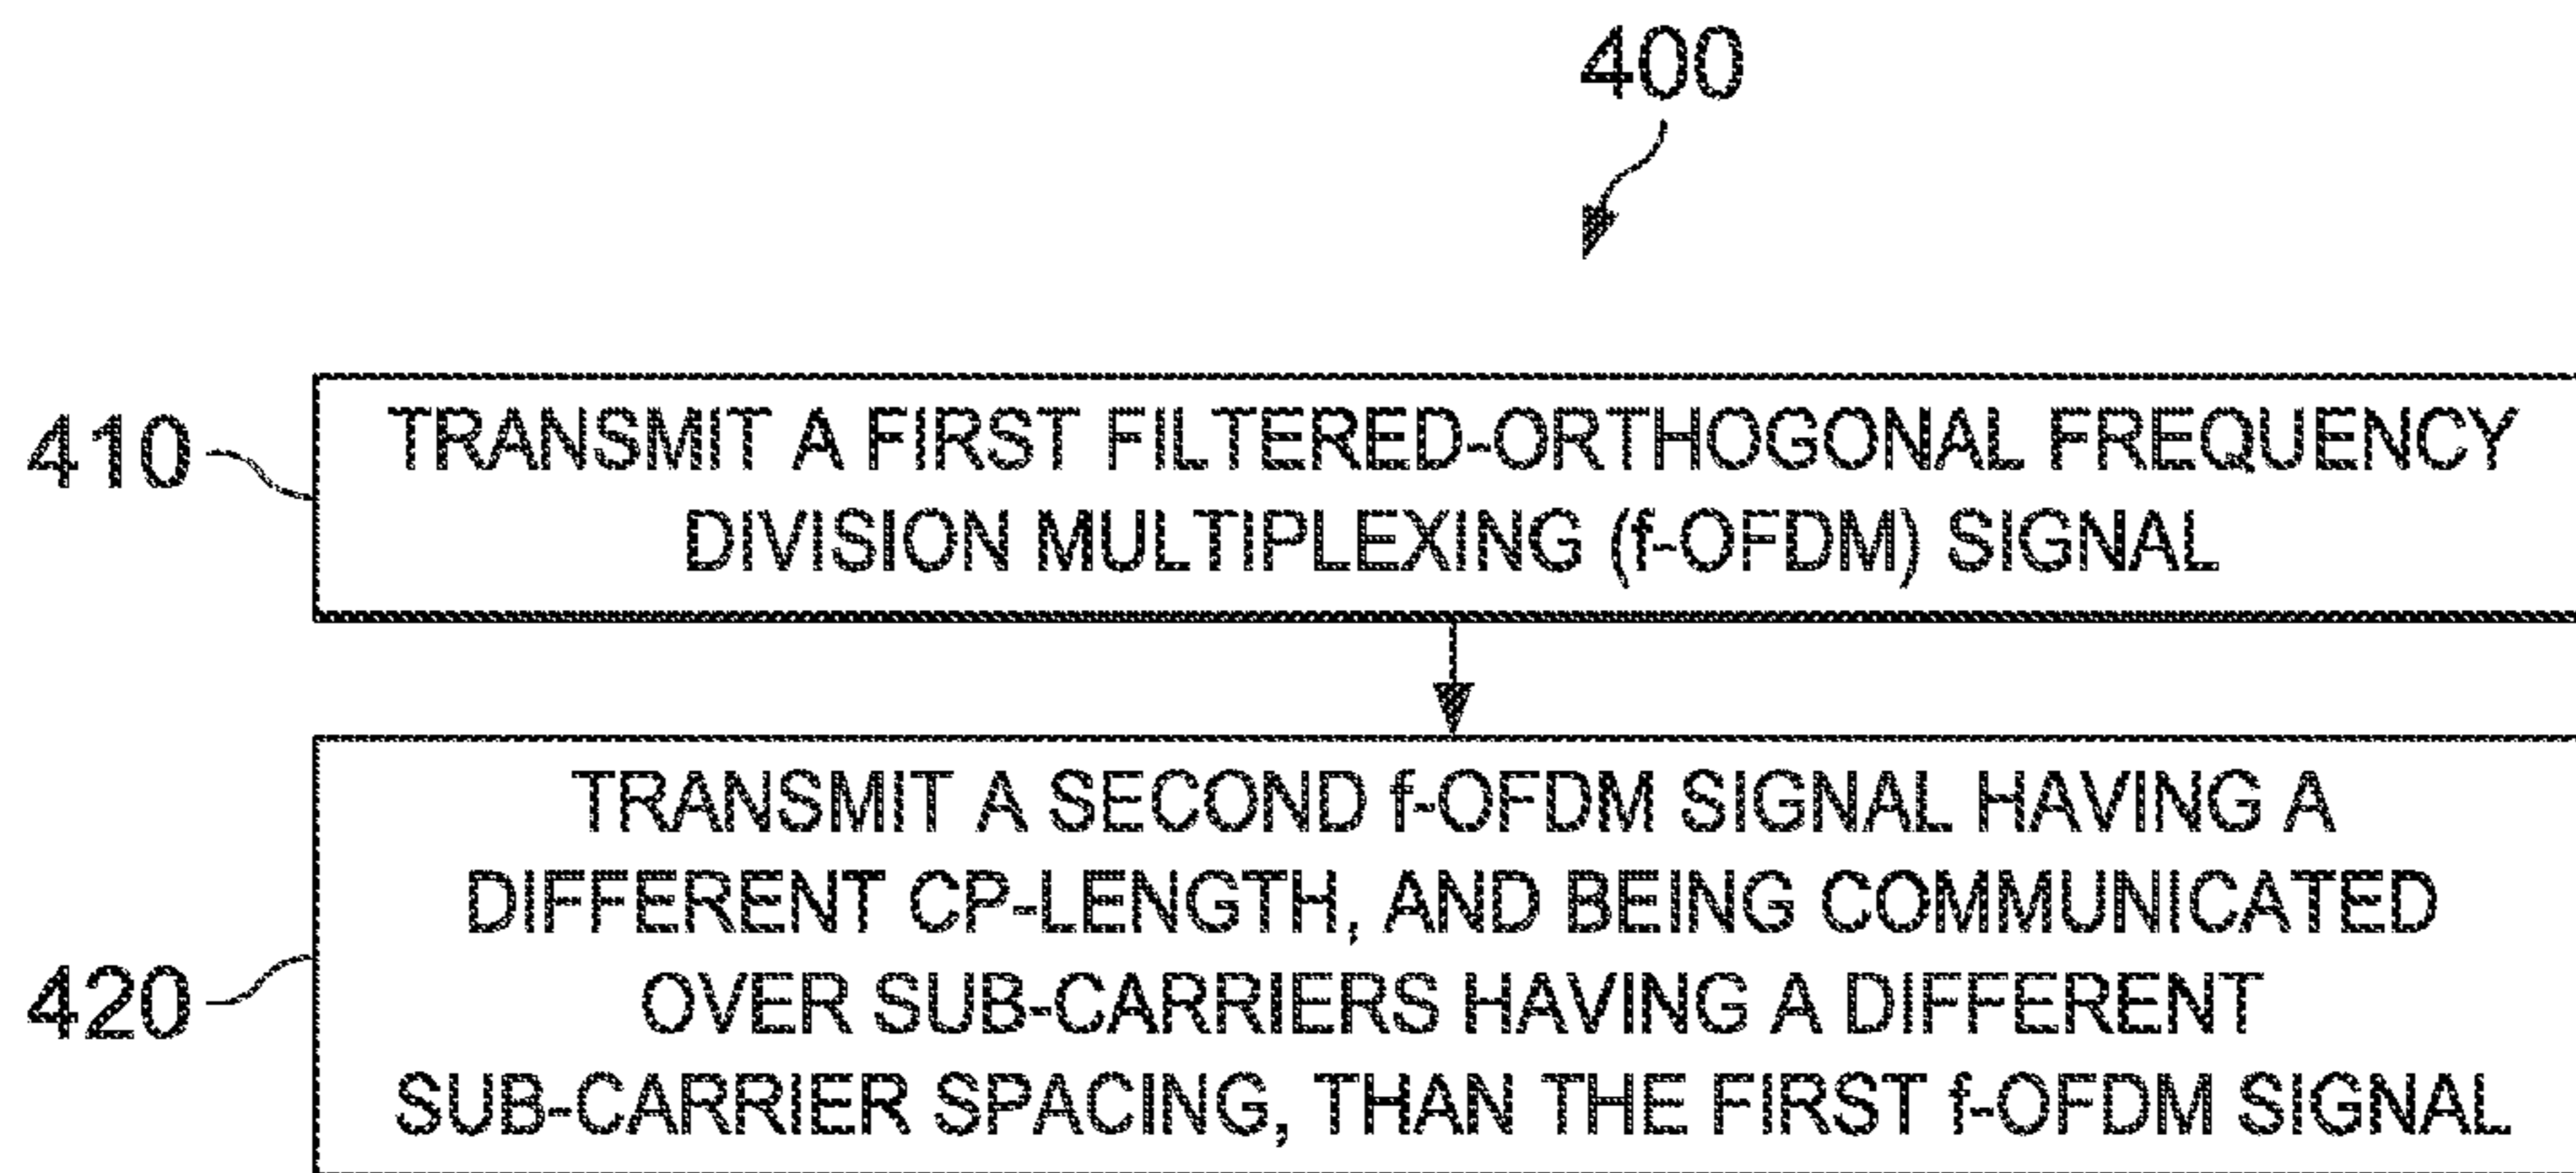 400
410
TRANSMIT A FIRST FILTERED-ORTHOGONAL FREQUENCY
DIVISION MULTIPLEXING (f-OFDM) SIGNAL
420
TRANSMIT A SECOND f-OFDM SIGNAL HAVING A
DIFFERENT CP-LENGTH, AND BEING COMMUNICATED
OVER SUB-CARRIERS HAVING A DIFFERENT
SUB-CARRIER SPACING, THAN THE FIRST f-OFDM SIGNAL